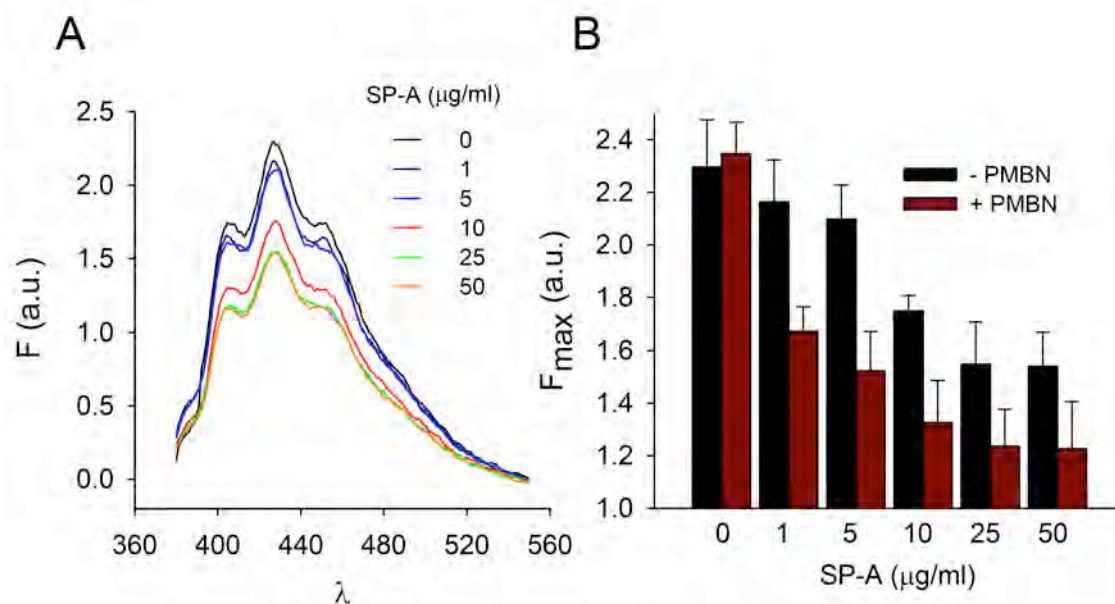 A
SP-A (μg/ml)
0
1
5
10
25
50
2.5
2.0
1.5
1.0
0.5
0.0
F (a.u.)
360 400 440 480 520 560
λ
B
- PMBN
+ PMBN
2.4
2.2
2.0
1.8
1.6
1.4
1.2
1.0
Fmax (a.u.)
0 1 5 10 25 50
SP-A (μg/ml)